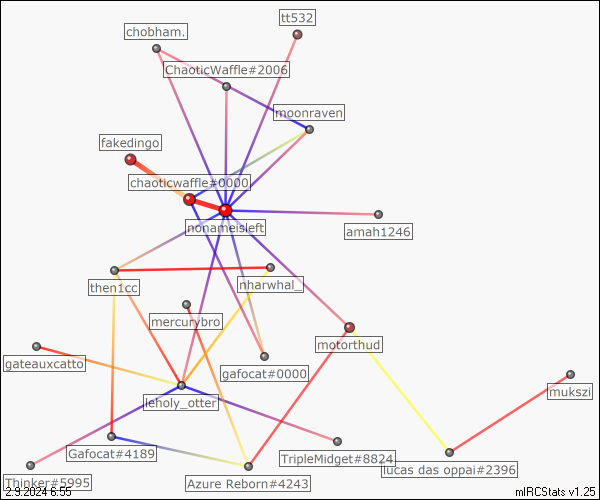 tt532
chobham.
ChaoticWaffle#2006
moonraven
fakedingo
chaoticwaffle#0000
nonameisleft
amah1246
then1cc
nharwhal_
mercurybro
motorthud
gateauxcatto
gafocat#0000
mukszi
leholy_otter
Gafocat#4189
TripleMidget#8824
lucas das oppai#2396
Thinker#5995
Azure Reborn#4243
2.9.2024 6:55
mIRCStats v1.25